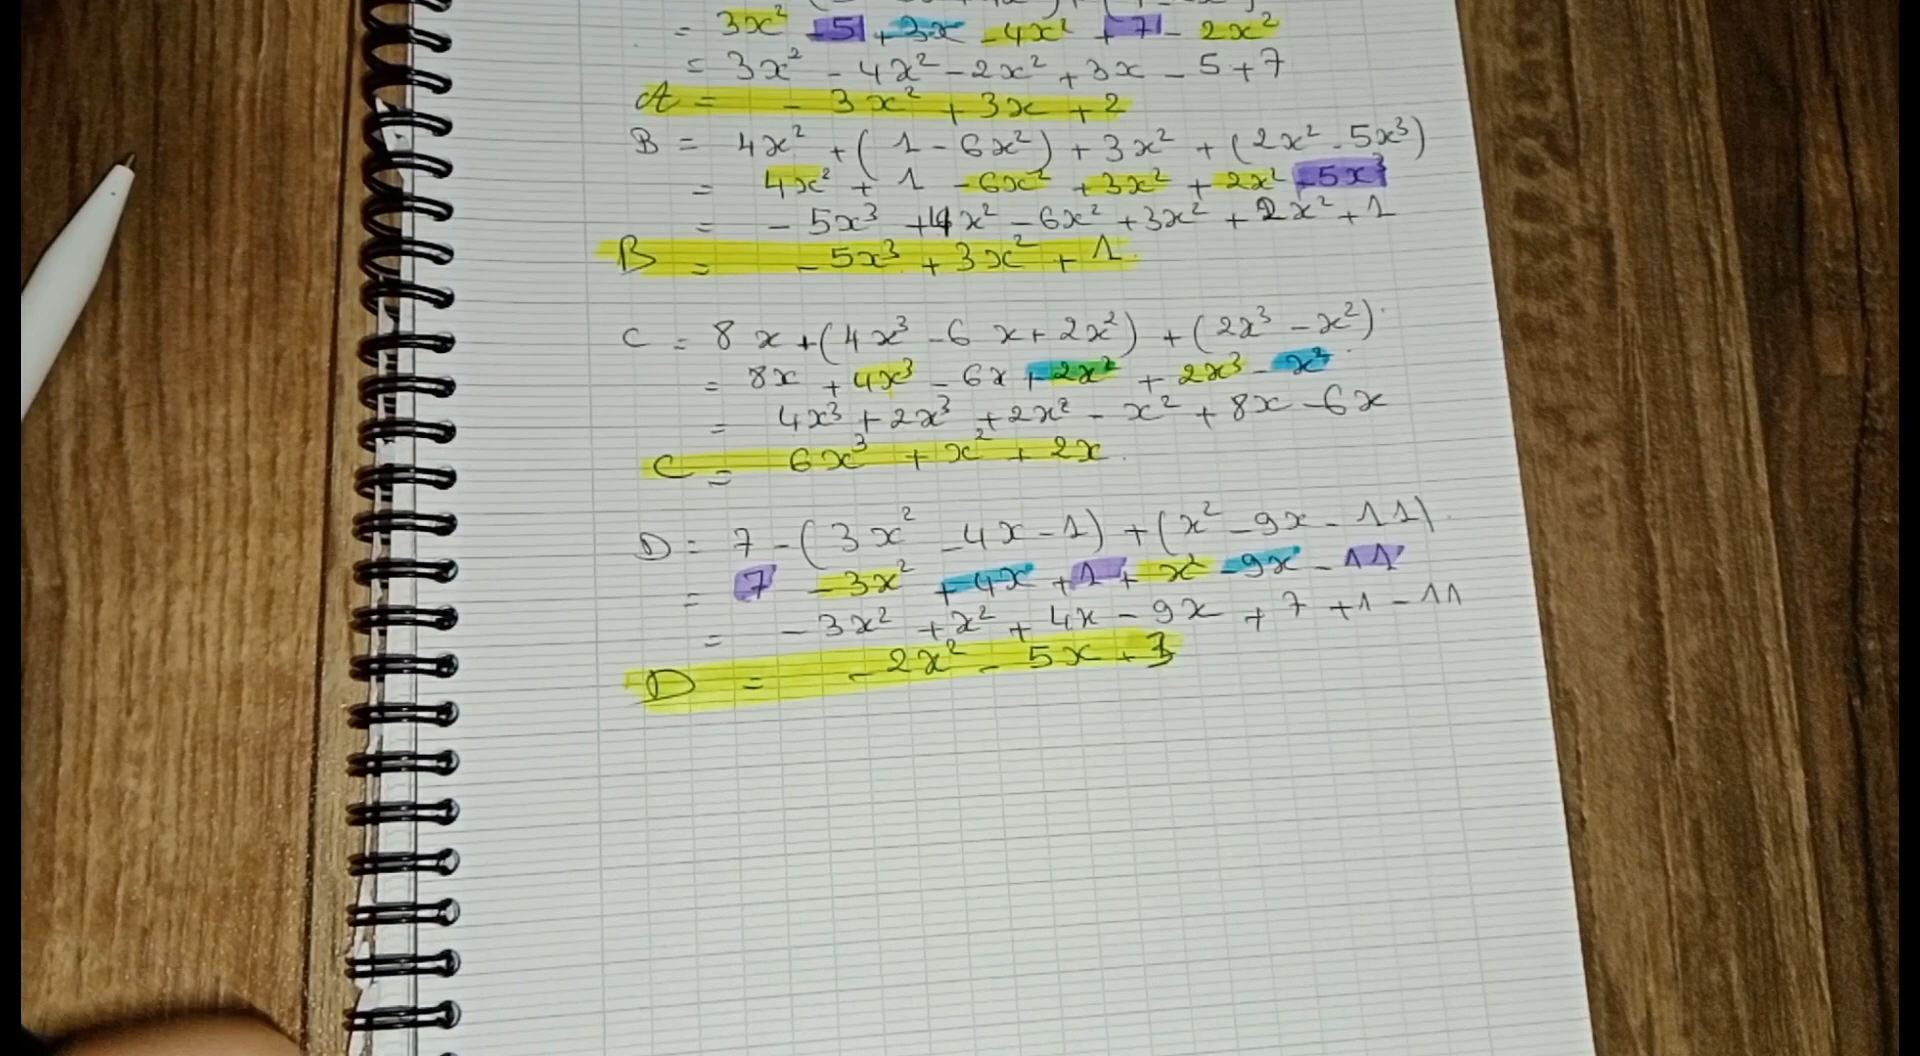 = 3x² - 5 + 3x - 4x² + 7 - 2x²
= 3x² - 4x² - 2x² + 3x - 5 + 7
A = - 3x² + 3x + 2
B = 4x² + ( 1 - 6x² ) + 3x² + ( 2x² - 5x³ )
= 4x² + 1 - 6x² + 3x² + 2x² - 5x³
= - 5x³ + 4x² - 6x² + 3x² + 2x² + 1
B = - 5x³ + 3x² + 1
C = 8x + ( 4x³ - 6x + 2x² ) + ( 2x³ - x² )
= 8x + 4x³ - 6x + 2x² + 2x³ - x²
= 4x³ + 2x³ + 2x² - x² + 8x - 6x
C = 6x³ + x² + 2x
D = 7 - ( 3x² - 4x - 1 ) + ( x² - 9x - 11 )
= 7 - 3x² + 4x + 1 + x² - 9x - 11
= - 3x² + x² + 4x - 9x + 7 + 1 - 11
D = - 2x² - 5x + 3